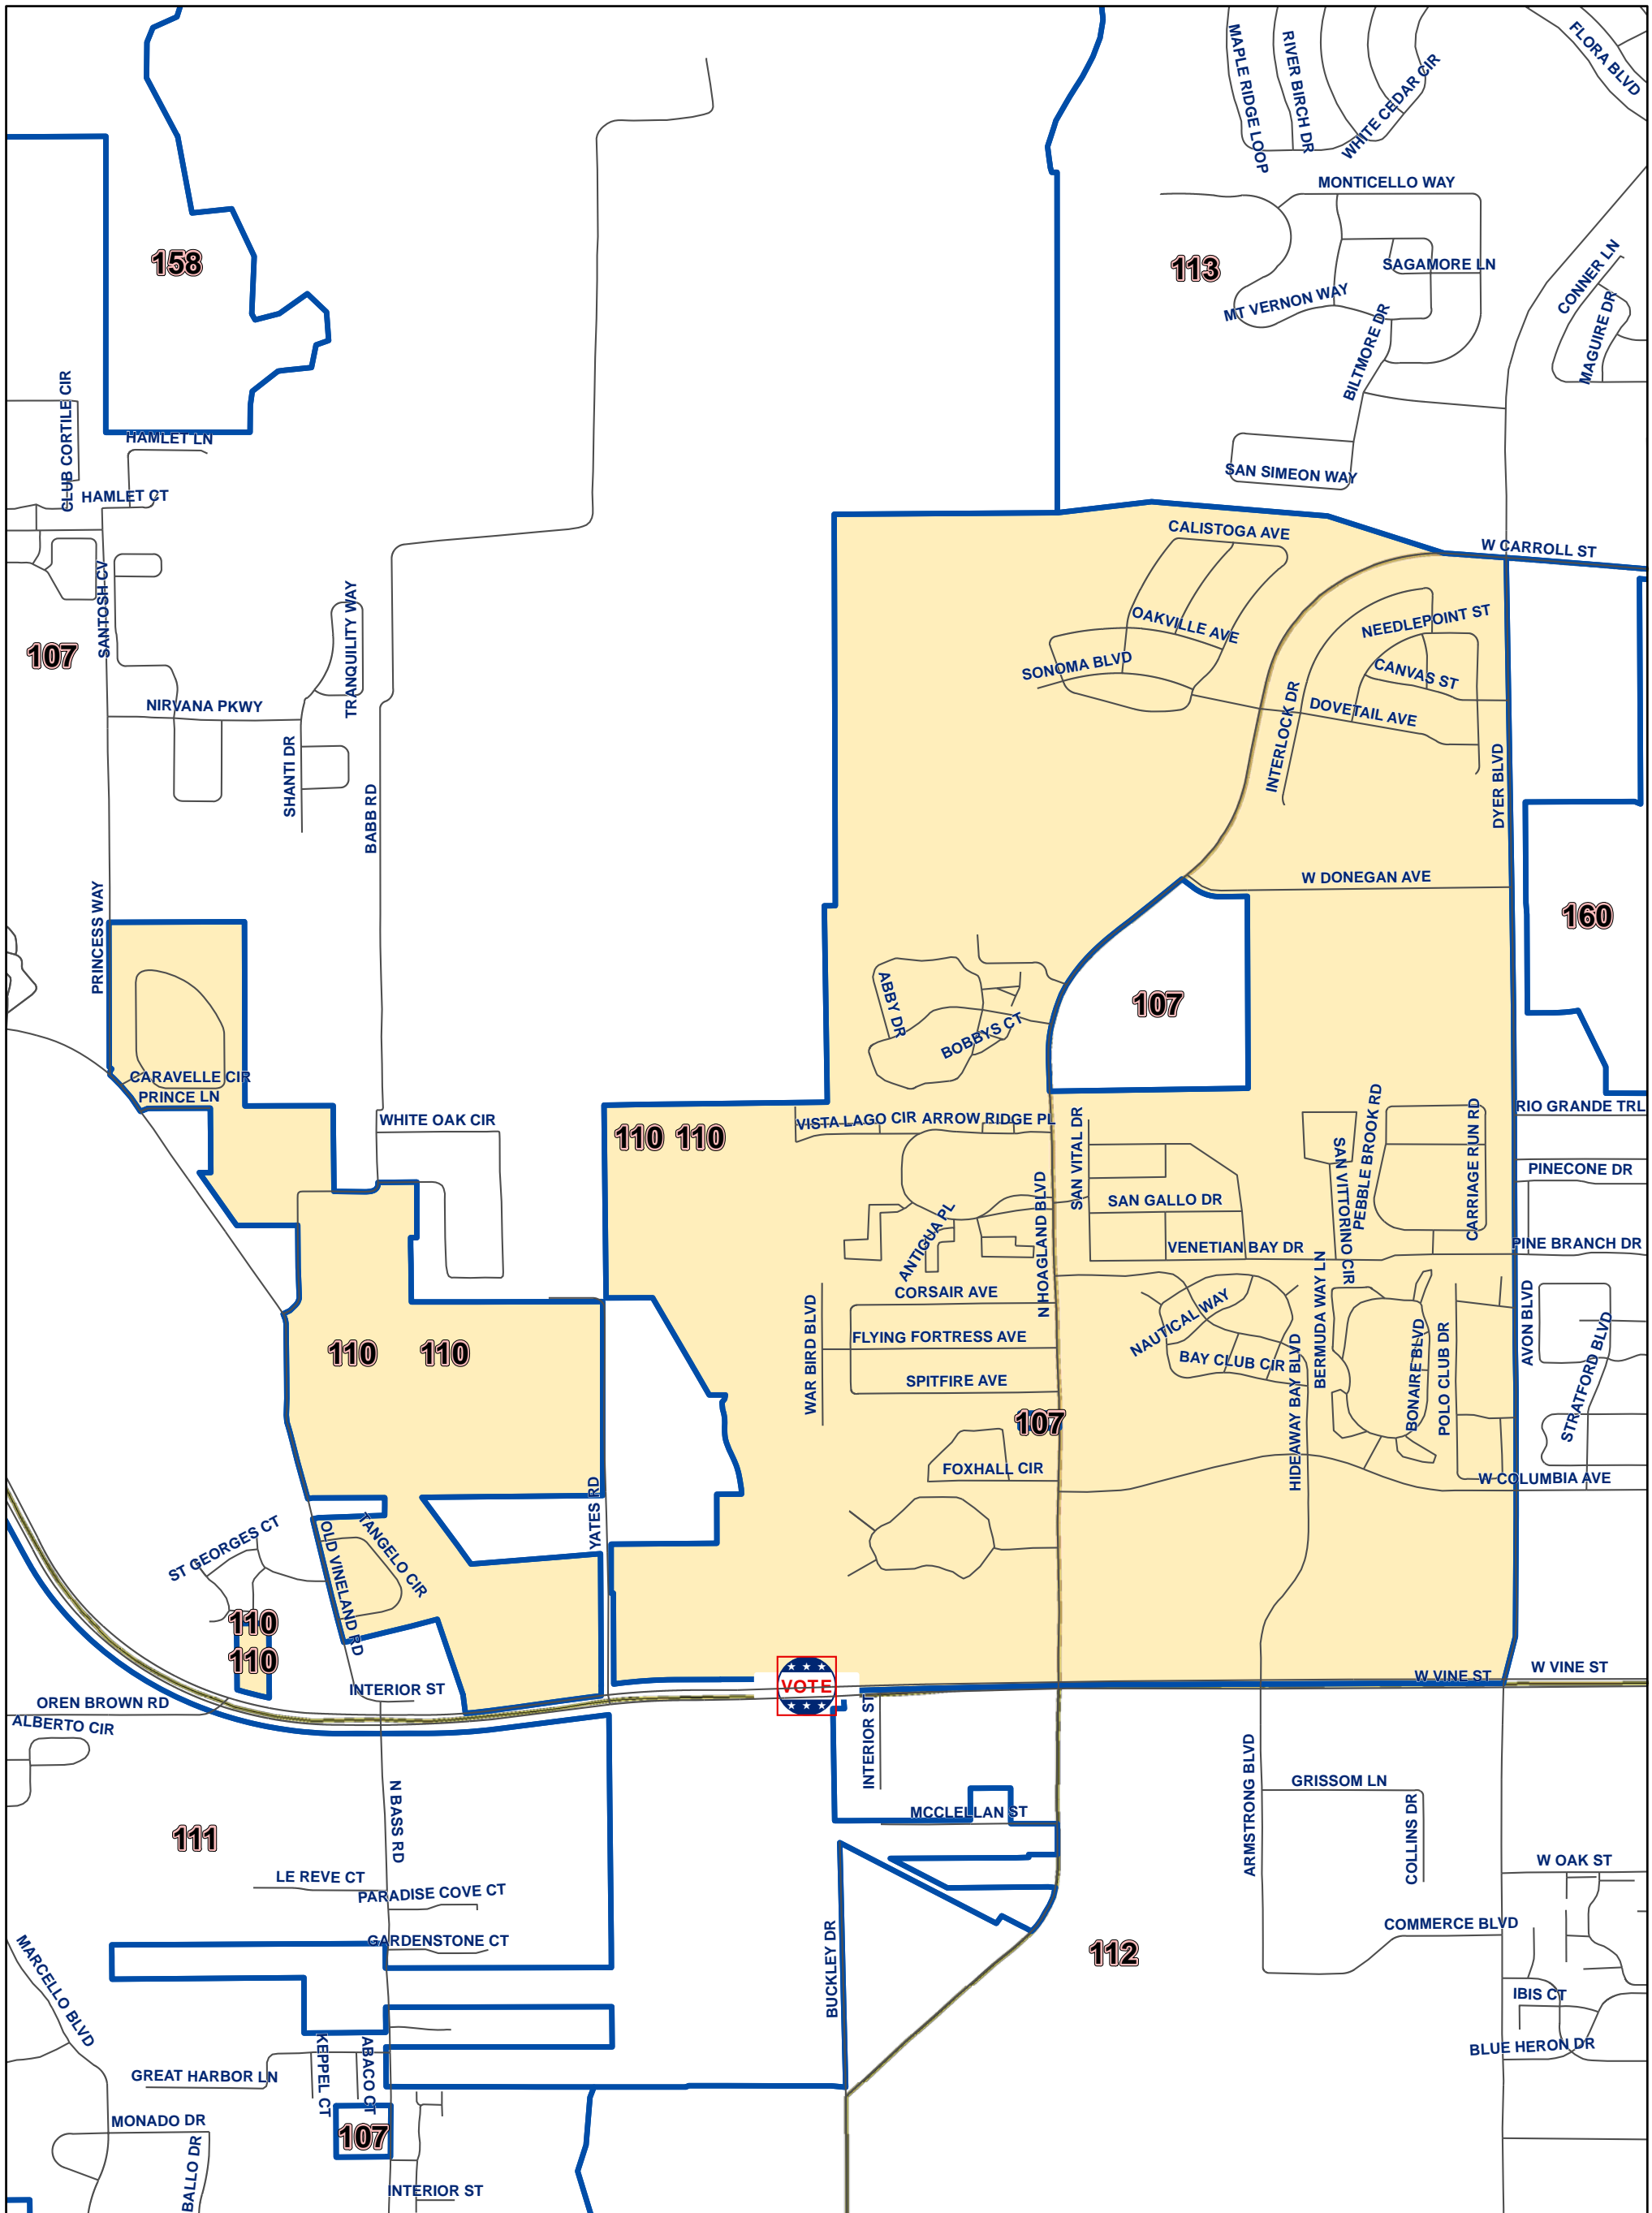 MAPLE RIDGE LOOP
RIVER BIRCH DR
WHITE CEDAR CIR
FLORA BLVD
MONTICELLO WAY
158
113
SAGAMORE LN
CONNER LN
MT VERNON WAY
MAGUIRE DR
BILTMORE DR
CLUB CORTILE CIR
HAMLET LN
SAN SIMEON WAY
HAMLET CT
CALISTOGA AVE
W CARROLL ST
SANTOSH CV
TRANQUILITY WAY
OAKVILLE AVE
NEEDLEPOINT ST
107
SONOMA BLVD
CANVAS ST
NIRVANA PKWY
INTERLOCK DR
DOVETAIL AVE
SHANTI DR
BABB RD
DYER BLVD
W DONEGAN AVE
PRINCESS WAY
160
ABBY DR
107
BOBBYS CT
CARAVELLE CIR
PRINCE LN
WHITE OAK CIR
110 110
VISTA LAGO CIR
ARROW RIDGE PL
SAN VITAL DR
SAN VITTORINO CIR
PEBBLE BROOK RD
CARRIAGE RUN RD
RIO GRANDE TRL
PINECONE DR
SAN GALLO DR
N HOAGLAND BLVD
ANTIGUA PL
VENETIAN BAY DR
PINE BRANCH DR
CORSAIR AVE
WAR BIRD BLVD
FLYING FORTRESS AVE
NAUTICAL WAY
BERMUDA WAY LN
AVON BLVD
110 110
BAY CLUB CIR
BONAIRE BLVD
POLO CLUB DR
STRATFORD BLVD
SPITFIRE AVE
HIDEAWAY BAY BLVD
107
FOXHALL CIR
W COLUMBIA AVE
YATES RD
ST GEORGES CT
OLD VINELAND RD
TANGELO CIR
110
110
INTERIOR ST
VOTE
W VINE ST
W VINE ST
OREN BROWN RD
ALBERTO CIR
INTERIOR ST
N BASS RD
ARMSTRONG BLVD
GRISSOM LN
MCCLELLAN ST
COLLINS DR
111
LE REVE CT
W OAK ST
PARADISE COVE CT
GARDENSTONE CT
BUCKLEY DR
COMMERCE BLVD
112
MARCELLO BLVD
IBIS CT
KEPPEL CT
ABACO CT
BLUE HERON DR
GREAT HARBOR LN
MONADO DR
107
BALLO DR
INTERIOR ST